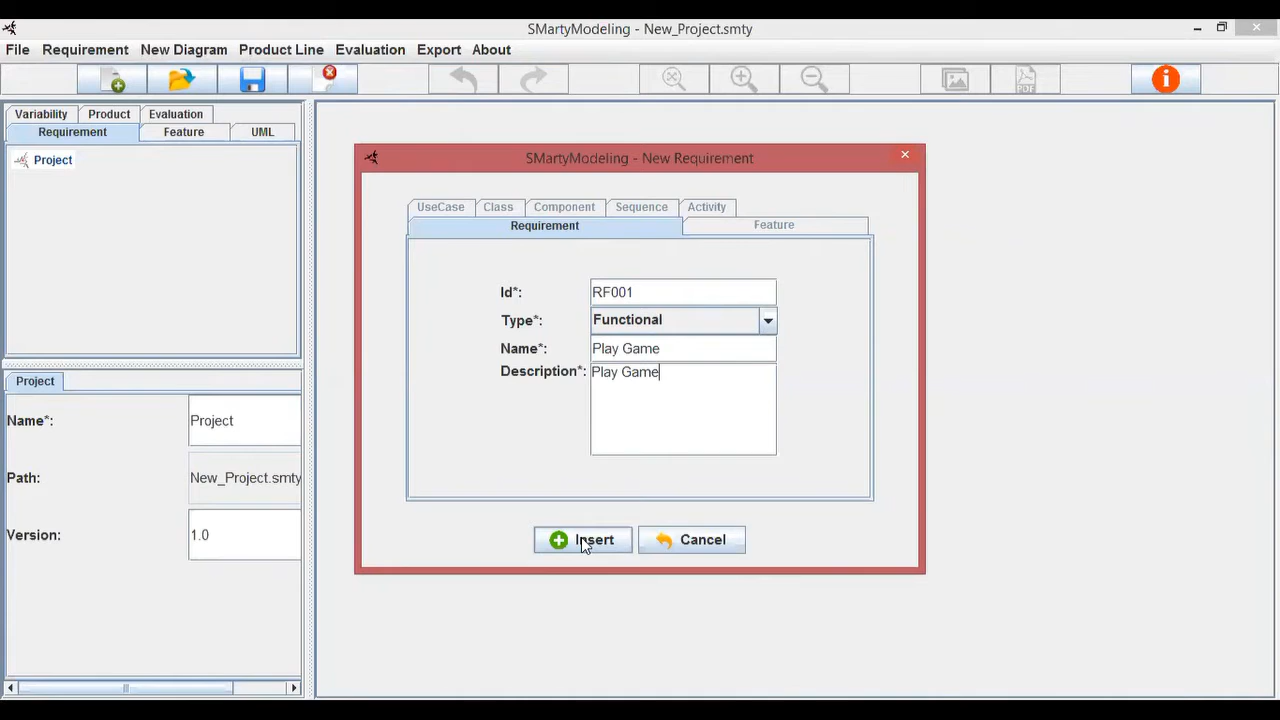 SMartyModeling - New_Project.smty
File Requirement New Diagram Product Line Evaluation Export About
Variability Product Evaluation
Requirement Feature UML
Project
SMartyModeling - New Requirement
UseCase Class Component Sequence Activity
Requirement Feature
Id*: RF001
Type*: Functional
Name*: Play Game
Description*: Play Game
Insert Cancel
Project
Name*: Project
Path: New_Project.smty
Version: 1.0